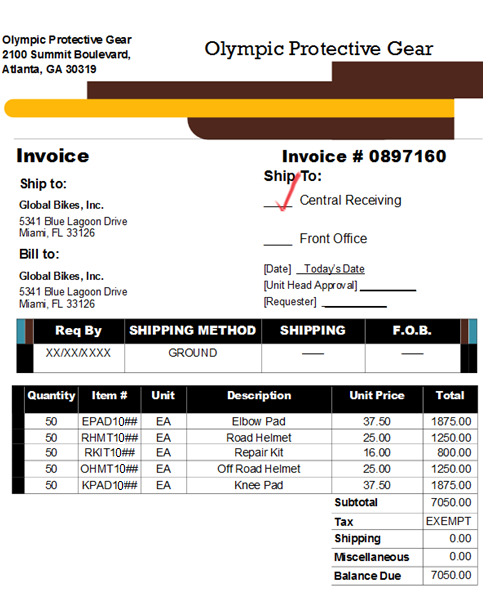 Olympic Protective Gear
2100 Summit Boulevard,
Atlanta, GA 30319
Olympic Protective Gear
Invoice
Invoice # 0897160
Ship to:
Global Bikes, Inc.
5341 Blue Lagoon Drive
Miami, FL 33126
Bill to:
Global Bikes, Inc.
5341 Blue Lagoon Drive
Miami, FL 33126
Ship To:
Central Receiving
Front Office
[Date] Today's Date
[Unit Head Approval]
[Requester]
Req By SHIPPING METHOD SHIPPING F.O.B.
XX/XX/XXXX GROUND
Quantity Item # Unit Description Unit Price Total
50 EPAD10## EA Elbow Pad 37.50 1875.00
50 RHMT10## EA Road Helmet 25.00 1250.00
50 RKIT10## EA Repair Kit 16.00 800.00
50 OHMT10## EA Off Road Helmet 25.00 1250.00
50 KPAD10## EA Knee Pad 37.50 1875.00
Subtotal 7050.00
Tax EXEMPT
Shipping 0.00
Miscellaneous 0.00
Balance Due 7050.00